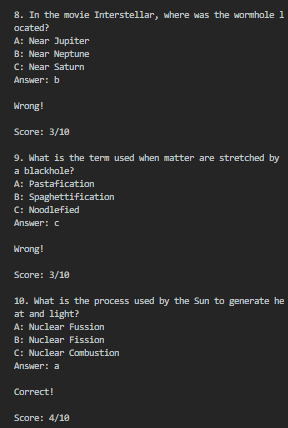 8. In the movie Interstellar, where was the wormhole l
ocated?
A: Near Jupiter
B: Near Neptune
C: Near Saturn
Answer: b
Wrong!
Score: 3/10
9. What is the term used when matter are stretched by
a blackhole?
A: Pastafication
B: Spaghettification
C: Noodlefied
Answer: c
Wrong!
Score: 3/10
10. What is the process used by the Sun to generate he
at and light?
A: Nuclear Fussion
B: Nuclear Fission
C: Nuclear Combustion
Answer: a
Correct!
Score: 4/10